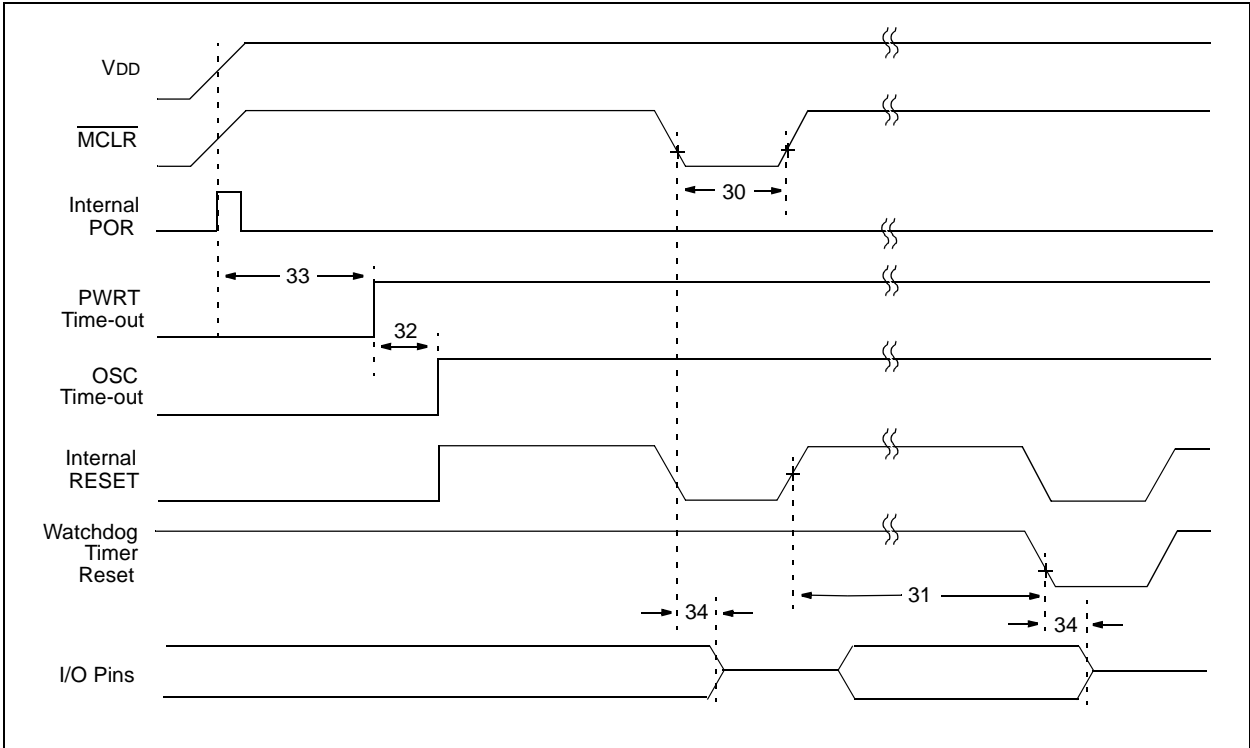 VDD
MCLR
30
Internal
POR
33
PWRT
Time-out
32
OSC
Time-out
Internal
RESET
Watchdog
Timer
Reset
31
34
34
I/O Pins